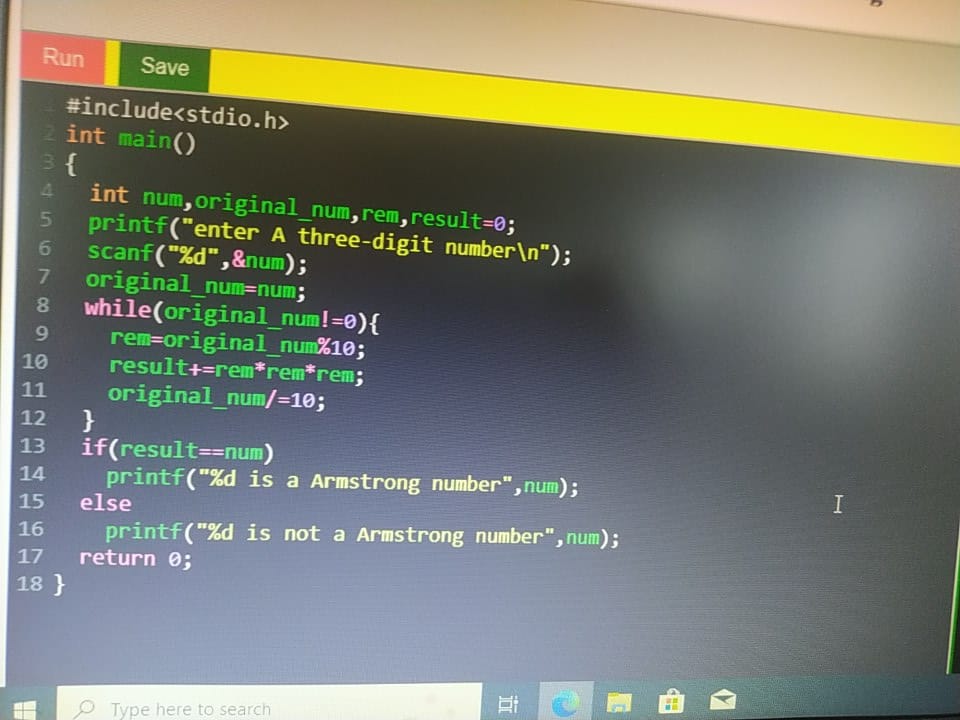 Run Save
1 #include<stdio.h>
2 int main()
3 {
4 int num,original_num,rem,result=0;
5 printf("enter A three-digit number\n");
6 scanf("%d",&num);
7 original_num=num;
8 while(original_num!=0){
9 rem=original_num%10;
10 result+=rem*rem*rem;
11 original_num/=10;
12 }
13 if(result==num)
14 printf("%d is a Armstrong number",num);
15 else
16 printf("%d is not a Armstrong number",num);
17 return 0;
18 }
Type here to search